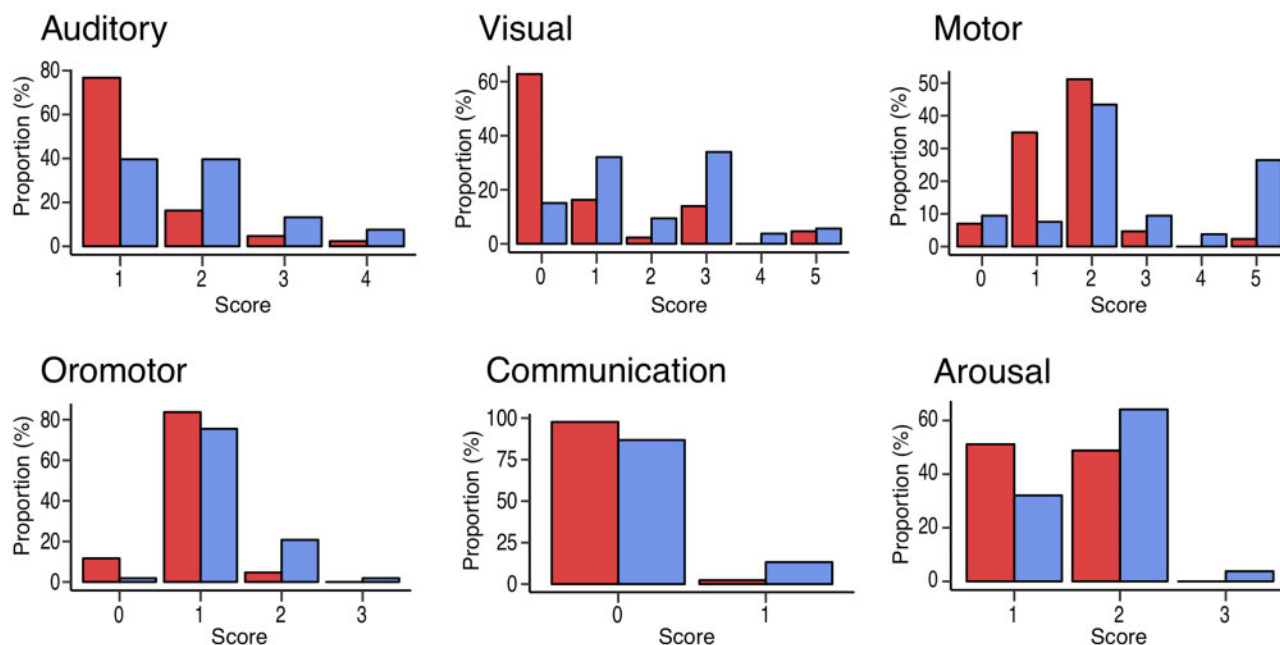 Auditory
Proportion (%)
80
60
40
20
0
1 2 3 4
Score
Visual
Proportion (%)
60
40
20
0
0 1 2 3 4 5
Score
Motor
Proportion (%)
50
40
30
20
10
0
0 1 2 3 4 5
Score
Oromotor
Proportion (%)
80
60
40
20
0
0 1 2 3
Score
Communication
Proportion (%)
100
75
50
25
0
0 1
Score
Arousal
Proportion (%)
60
40
20
0
1 2 3
Score